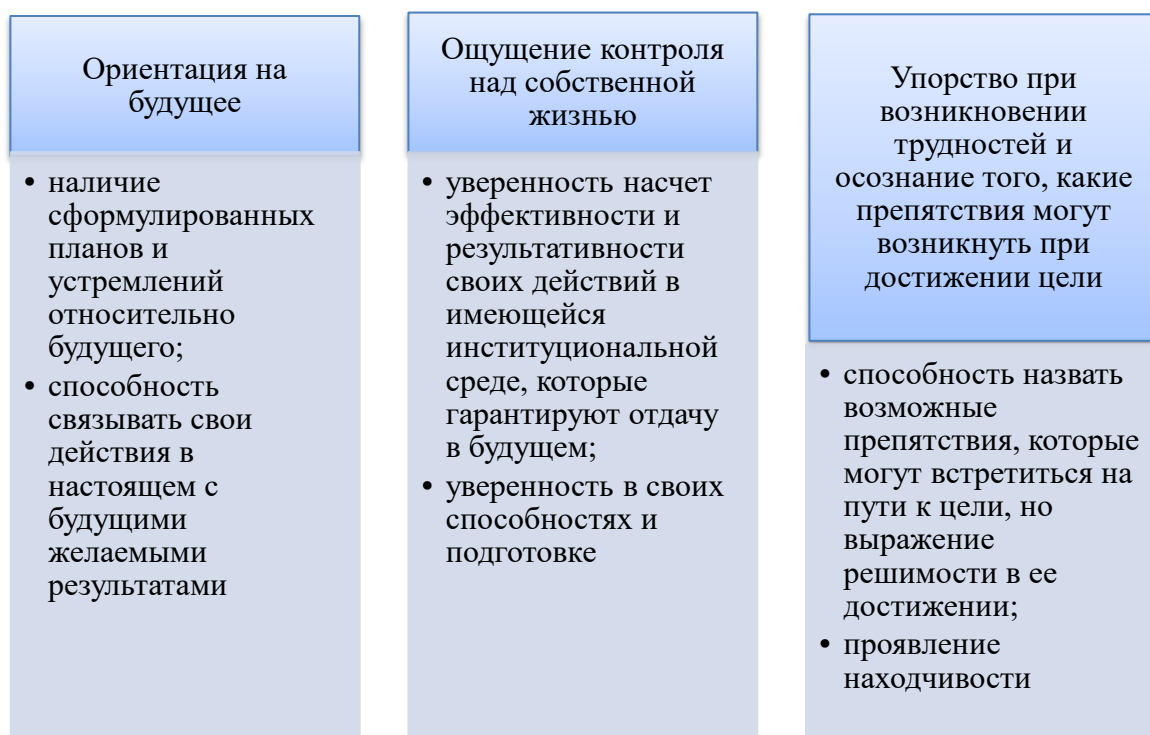 Ориентация на
будущее
• наличие
сформулированных
планов и
устремлений
относительно
будущего;
• способность
связывать свои
действия в
настоящем с
будущими
желаемыми
результатами
Ощущение контроля
над собственной
жизнью
• уверенность насчет
эффективности и
результативности
своих действий в
имеющейся
институциональной
среде, которые
гарантируют отдачу
в будущем;
• уверенность в своих
способностях и
подготовке
Упорство при
возникновении
трудностей и
осознание того, какие
препятствия могут
возникнуть при
достижении цели
• способность назвать
возможные
препятствия, которые
могут встретиться на
пути к цели, но
выражение
решимости в ее
достижении;
• проявление
находчивости